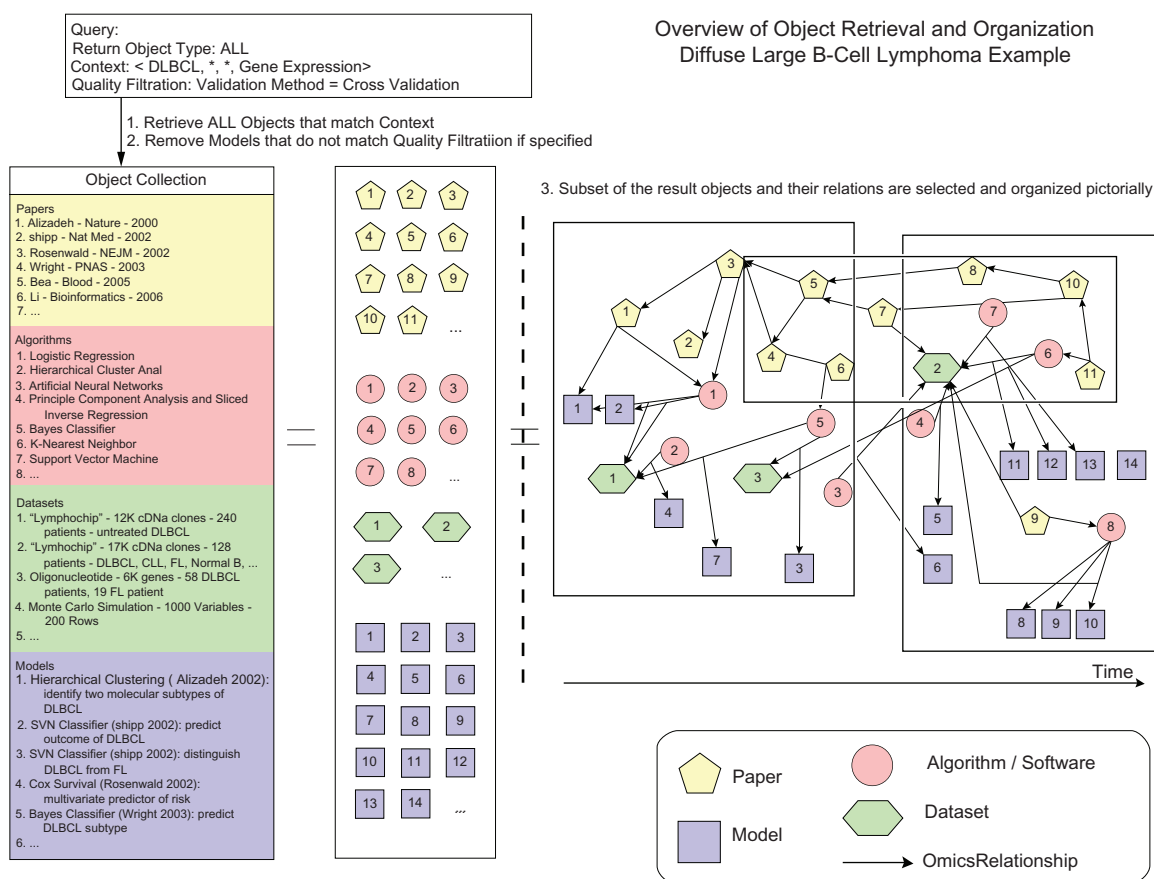 Overview of Object Retrieval and Organization
Diffuse Large B-Cell Lymphoma Example
Query:
Return Object Type: ALL
Context: < DLBCL, *, *, Gene Expression>
Quality Filtration: Validation Method = Cross Validation
1. Retrieve ALL Objects that match Context
2. Remove Models that do not match Quality Filtratiion if specified
Object Collection
Papers
1. Alizadeh - Nature - 2000
2. shipp - Nat Med - 2002
3. Rosenwald - NEJM - 2002
4. Wright - PNAS - 2003
5. Bea - Blood - 2005
6. Li - Bioinformatics - 2006
7. ...
Algorithms
1. Logistic Regression
2. Hierarchical Cluster Anal
3. Artificial Neural Networks
4. Principle Component Analysis and Sliced
Inverse Regression
5. Bayes Classifier
6. K-Nearest Neighbor
7. Support Vector Machine
8. ...
Datasets
1. “Lymphochip” - 12K cDNa clones - 240
patients - untreated DLBCL
2. “Lymhochip” - 17K cDNa clones - 128
patients - DLBCL, CLL, FL, Normal B, ...
3. Oligonucleotide - 6K genes - 58 DLBCL
patients, 19 FL patient
4. Monte Carlo Simulation - 1000 Variables -
200 Rows
5. ...
Models
1. Hierarchical Clustering ( Alizadeh 2002):
identify two molecular subtypes of
DLBCL
2. SVN Classifier (shipp 2002): predict
outcome of DLBCL
3. SVN Classifier (shipp 2002): distinguish
DLBCL from FL
4. Cox Survival (Rosenwald 2002):
multivariate predictor of risk
5. Bayes Classifier (Wright 2003): predict
DLBCL subtype
6. ...
1 2 3
4 5 6
7 8 9
10 11 ...
1 2 3
4 5 6
7 8 ...
1 2
3 ...
1 2 3
4 5 6
7 8 9
10 11 12
13 14 ...
3. Subset of the result objects and their relations are selected and organized pictorially
3 8
5 10
1 7 7
2 4 6 2 6 11
1 2 1 5 4
2 11 12 13 14
1 3 3
4 5 9 8
7 3 6
8 9 10
Time
Paper
Algorithm / Software
Model
Dataset
OmicsRelationship